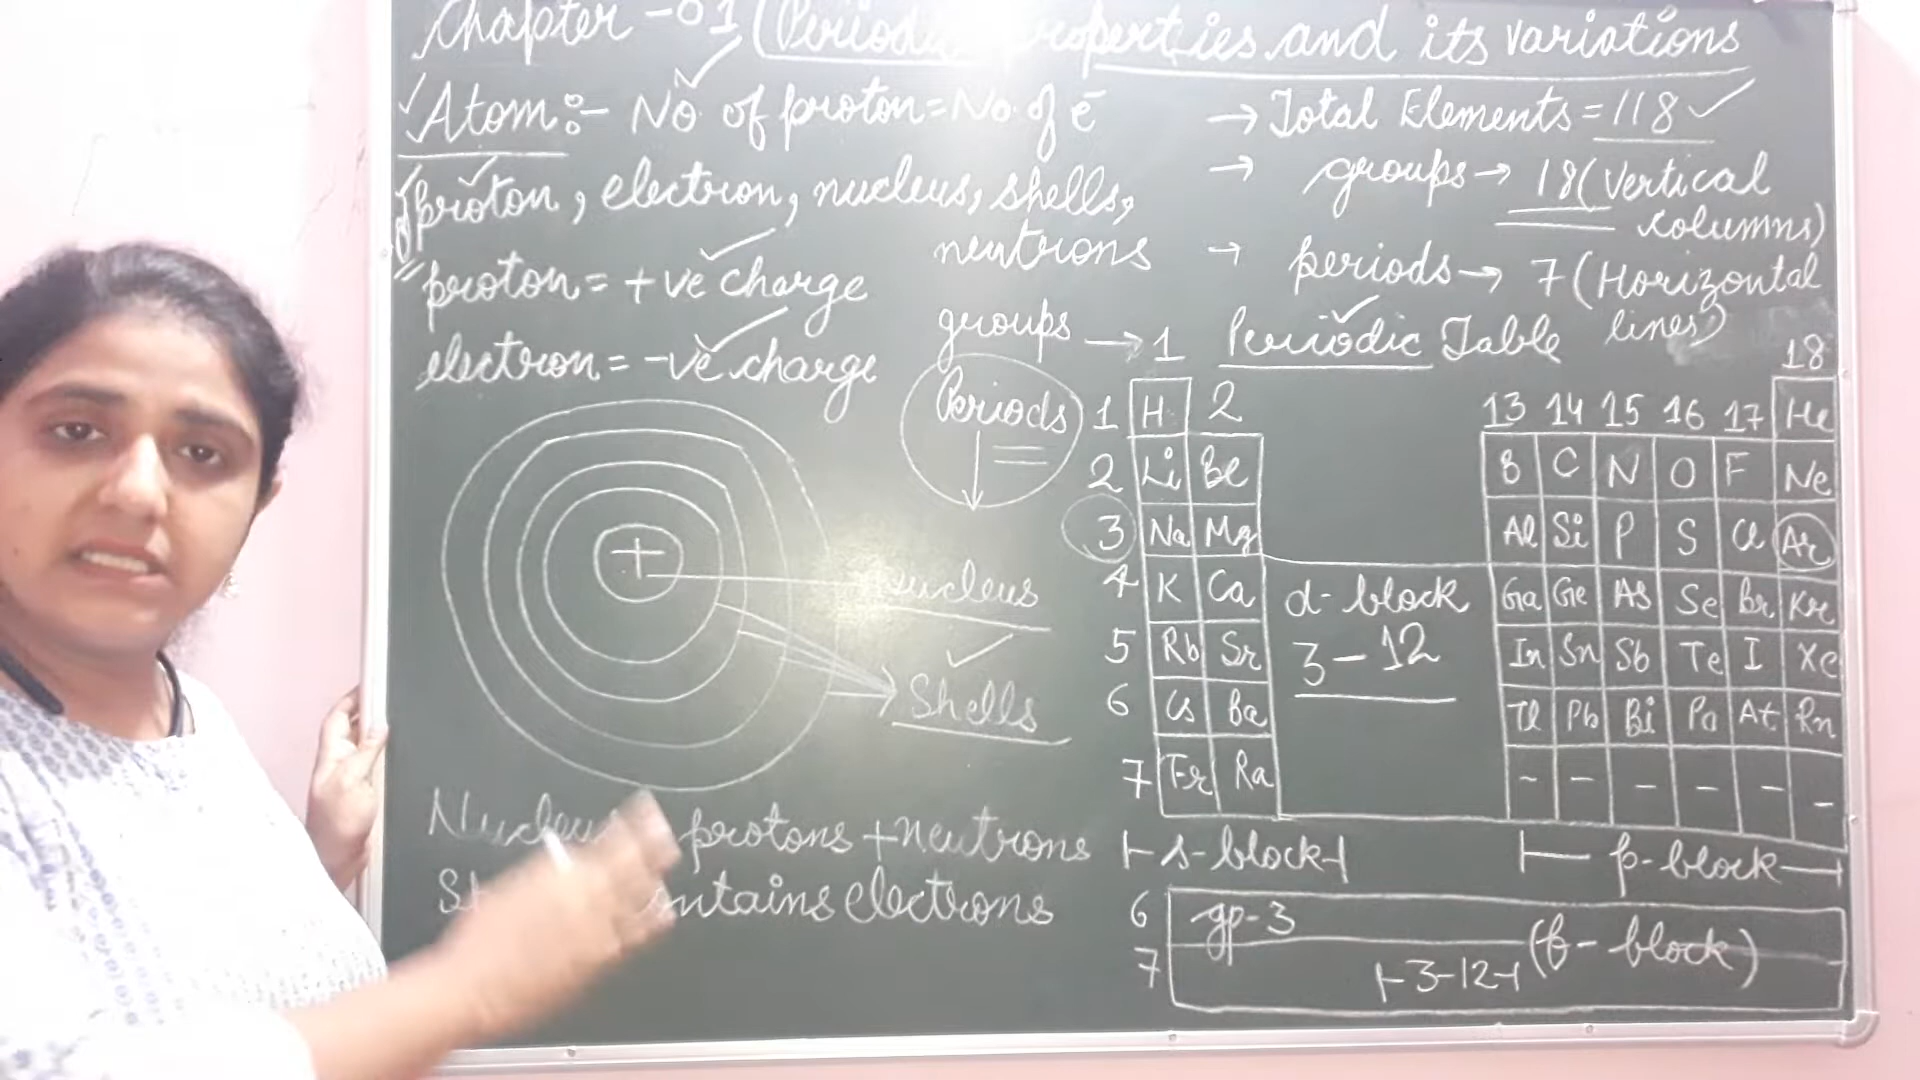 Chapter -01 (Periodic Properties and its variations
Atom:- No of proton = No. of e-
proton, electron, nucleus, shells,
neutrons
proton = +ve charge
electron = -ve charge
nucleus
Shells
Nucleus protons + neutrons
contains electrons
→ Total Elements = 118
→ groups → 18 (Vertical
columns)
→ periods → 7 (Horizontal
lines)
groups → 1 Periodic Table 18
Periods 1 H 2 13 14 15 16 17 He
2 Li Be B C N O F Ne
3 Na Mg Al Si P S Cl Ar
4 K Ca d-block Ga Ge As Se Br Kr
5 Rb Sr 3-12 In Sn Sb Te I Xe
6 Cs Ba Tl Pb Bi Po At Rn
7 Fr Ra - - - - - -
s-block p-block
6 gp-3
7 3-12 (f-block)